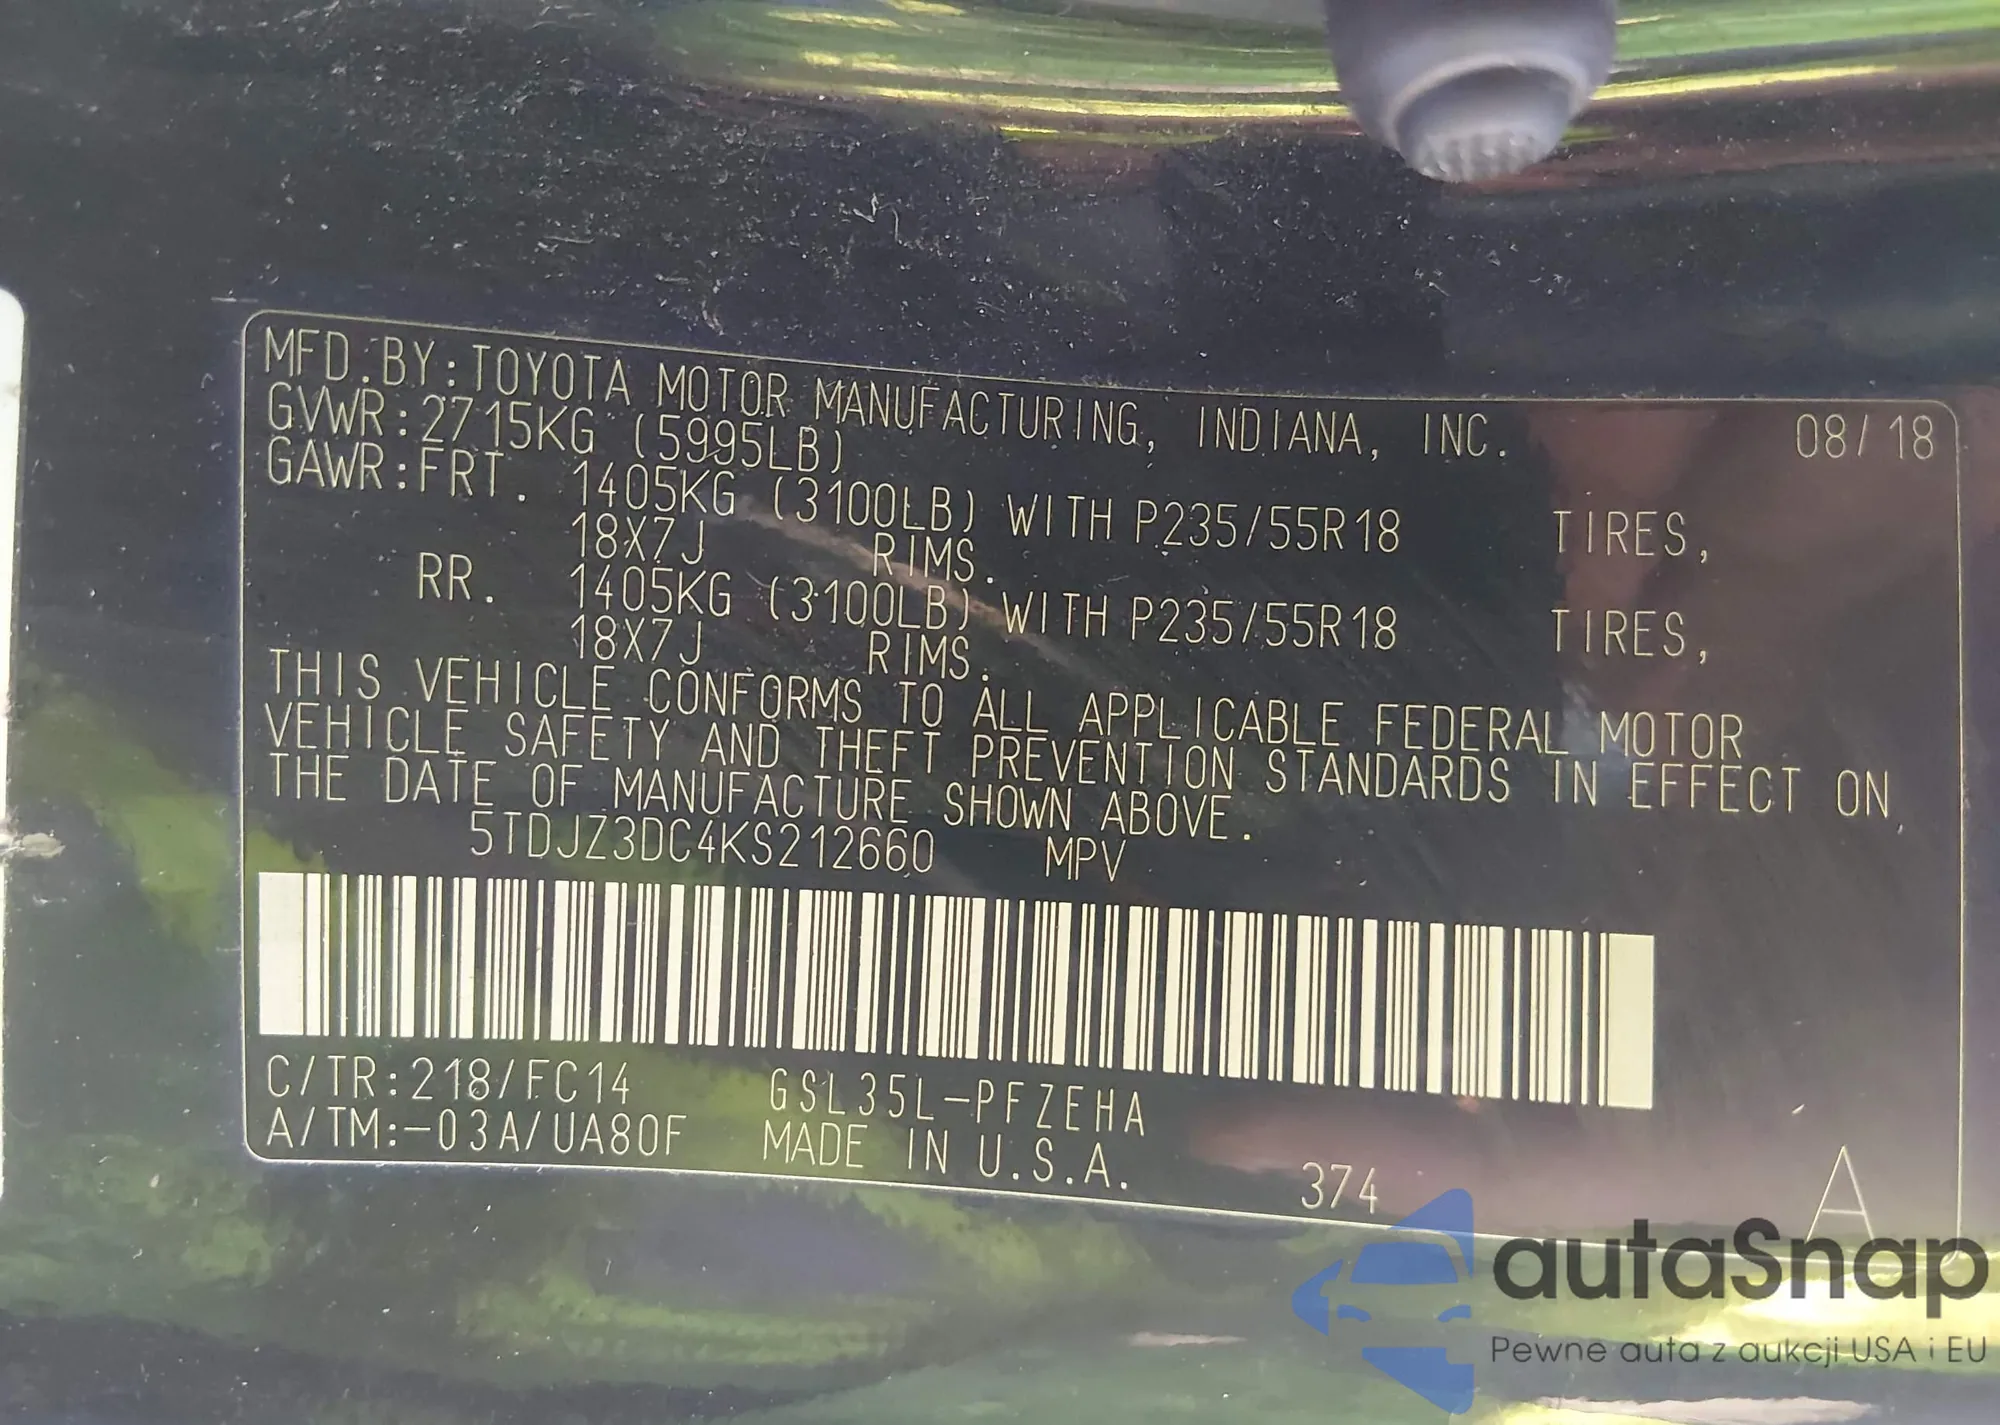 MFD.BY:TOYOTA MOTOR MANUFACTURING, INDIANA, INC. 08/18
GVWR:2715KG (5995LB)
GAWR:FRT. 1405KG (3100LB) WITH P235/55R18 TIRES,
18X7J RIMS.
RR. 1405KG (3100LB) WITH P235/55R18 TIRES,
18X7J RIMS.
THIS VEHICLE CONFORMS TO ALL APPLICABLE FEDERAL MOTOR
VEHICLE SAFETY AND THEFT PREVENTION STANDARDS IN EFFECT ON
THE DATE OF MANUFACTURE SHOWN ABOVE.
5TDJZ3DC4KS212660 MPV
C/TR:218/FC14 GSL35L-PFZEHA
A/TM:-03A/UA80F MADE IN U.S.A. 374 A
autaSnap
Pewne auta z aukcji USA i EU